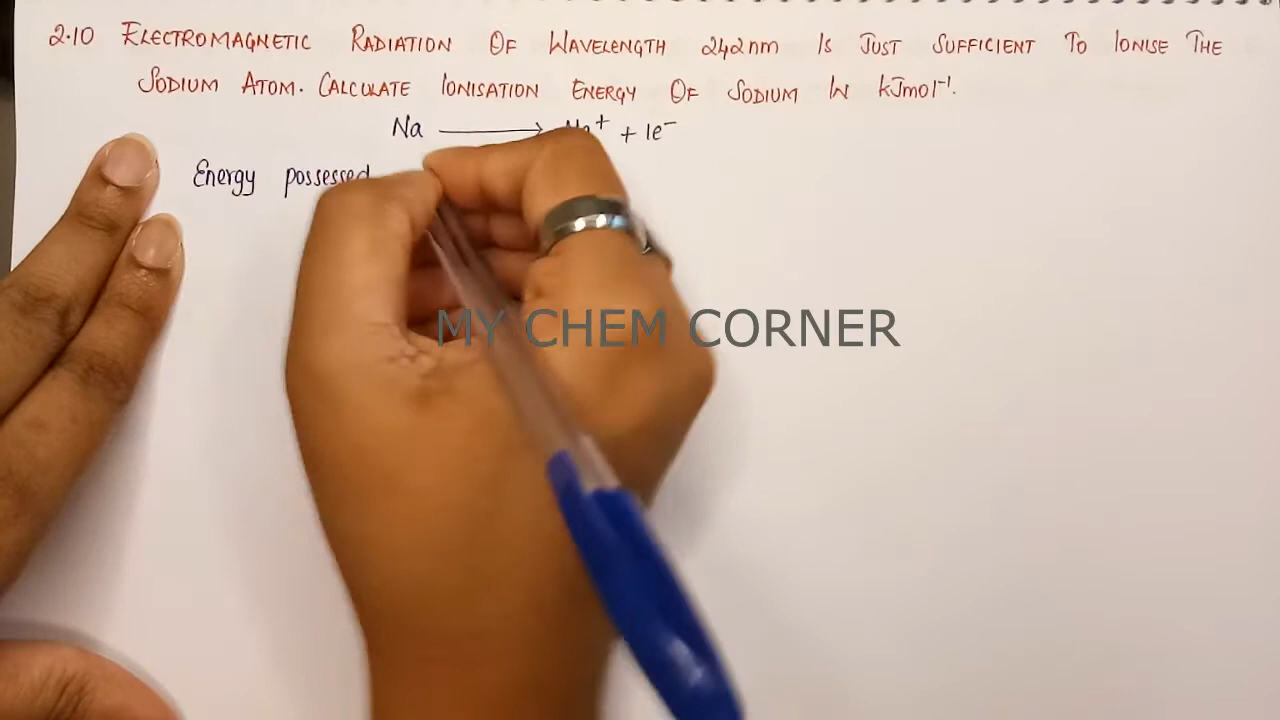 2.10 ELECTROMAGNETIC RADIATION OF WAVELENGTH 242nm IS JUST SUFFICIENT TO IONISE THE
SODIUM ATOM. CALCULATE IONISATION ENERGY OF SODIUM IN kJmol⁻¹.
Na ⟶ Na⁺ + 1e⁻
Energy possessed
MY CHEM CORNER